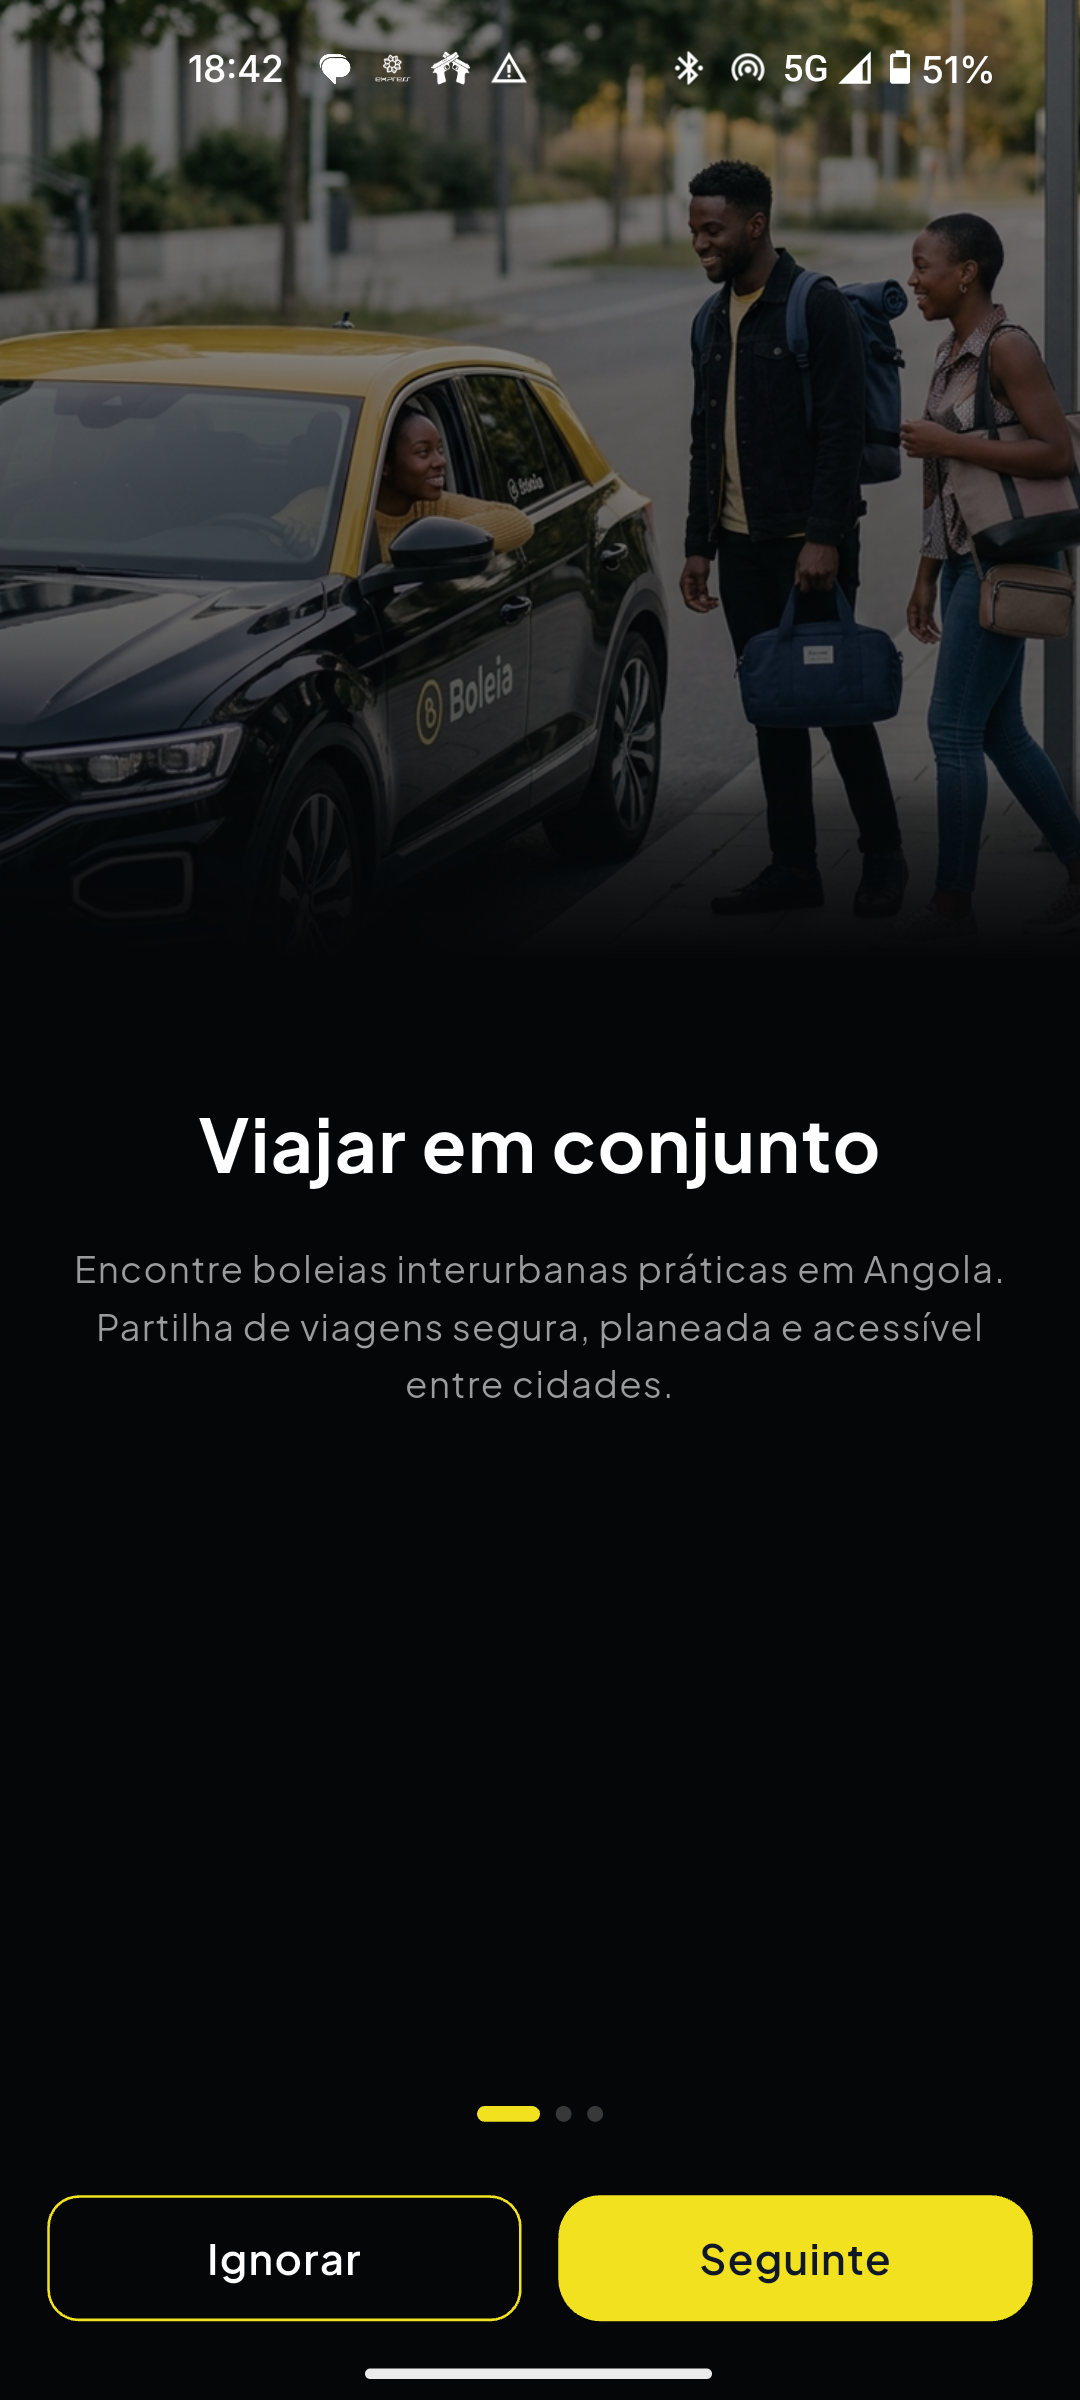 18:42
express
5G
51%
Boleia
Boleia
Viajar em conjunto
Encontre boleias interurbanas práticas em Angola.
Partilha de viagens segura, planeada e acessível
entre cidades.
Ignorar
Seguinte